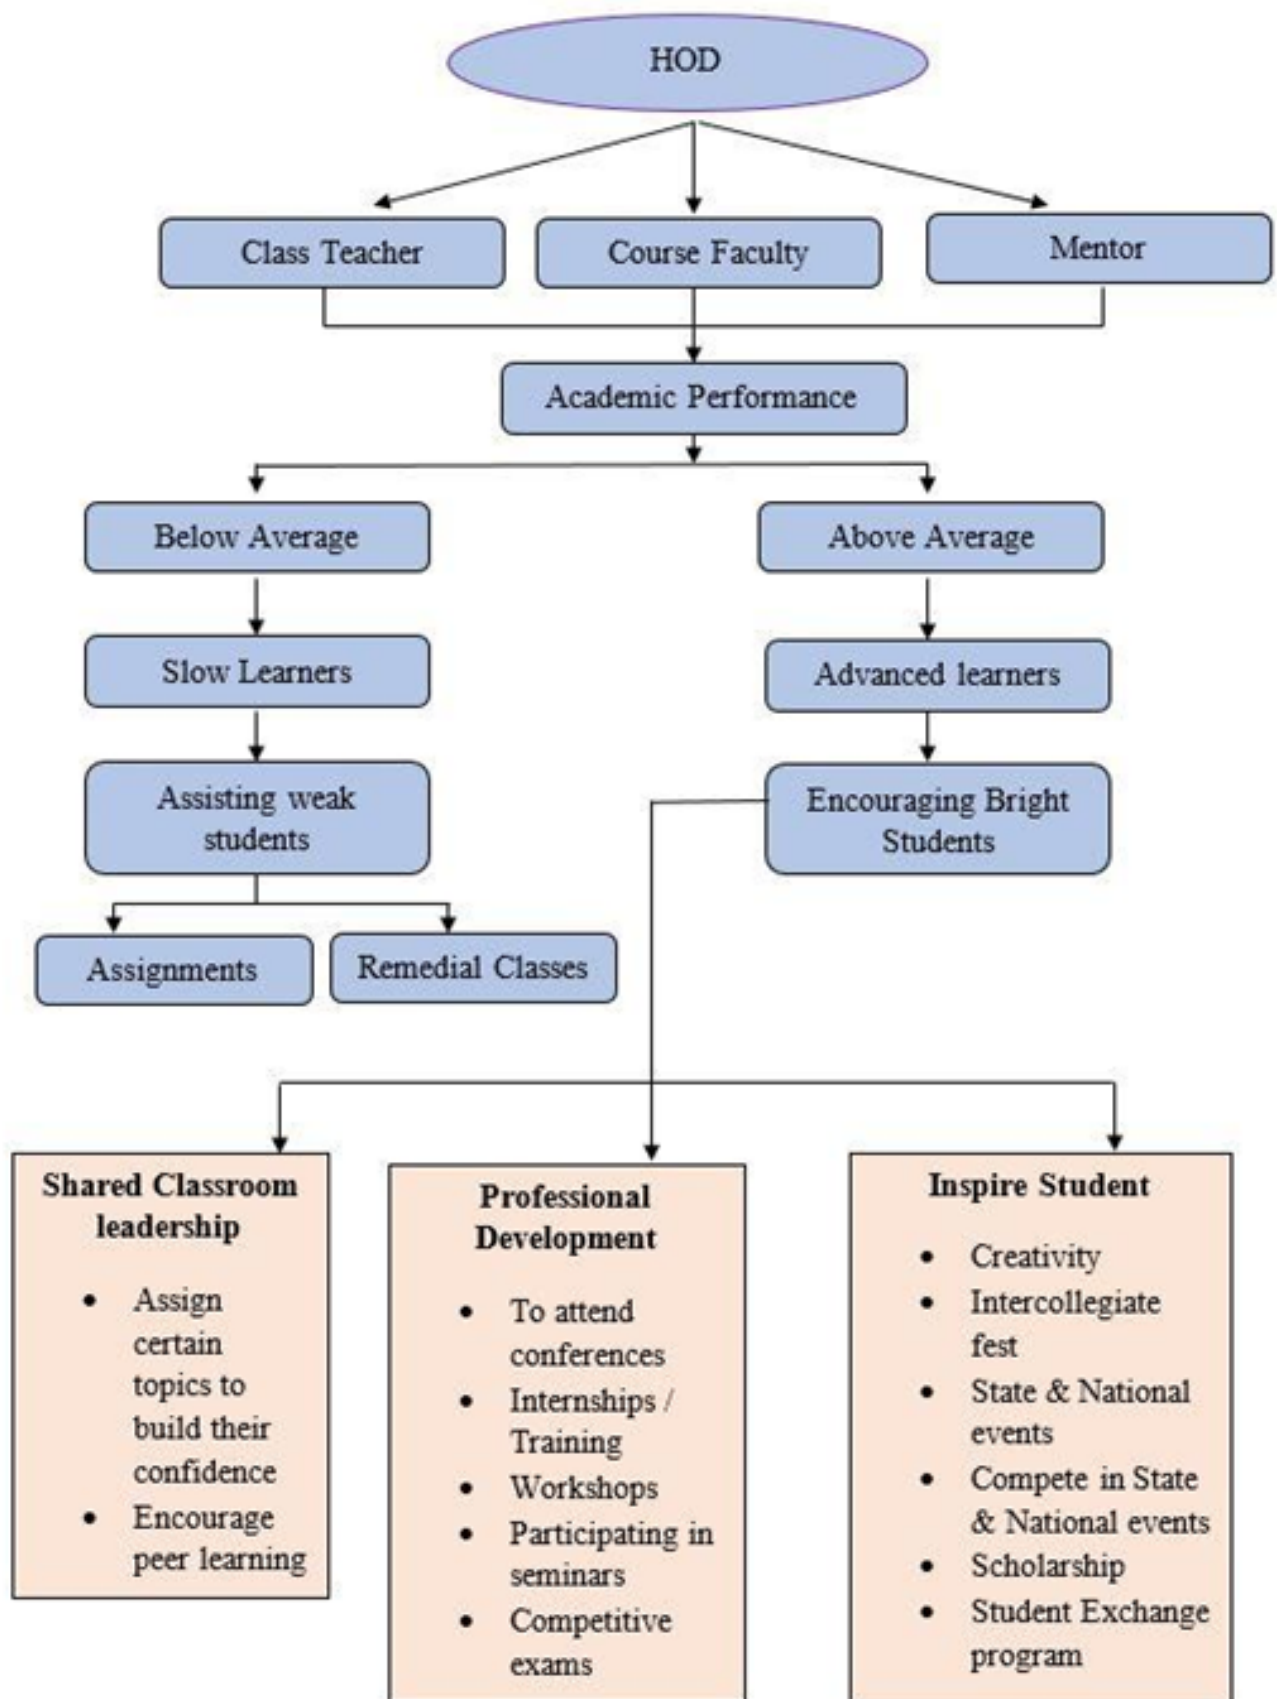 HOD
Class Teacher
Course Faculty
Mentor
Academic Performance
Below Average
Above Average
Slow Learners
Advanced learners
Assisting weak
students
Encouraging Bright
Students
Assignments
Remedial Classes
Shared Classroom
leadership
• Assign
certain
topics to
build their
confidence
• Encourage
peer learning
Professional
Development
• To attend
conferences
• Internships /
Training
• Workshops
• Participating in
seminars
• Competitive
exams
Inspire Student
• Creativity
• Intercollegiate
fest
• State & National
events
• Compete in State
& National events
• Scholarship
• Student Exchange
program